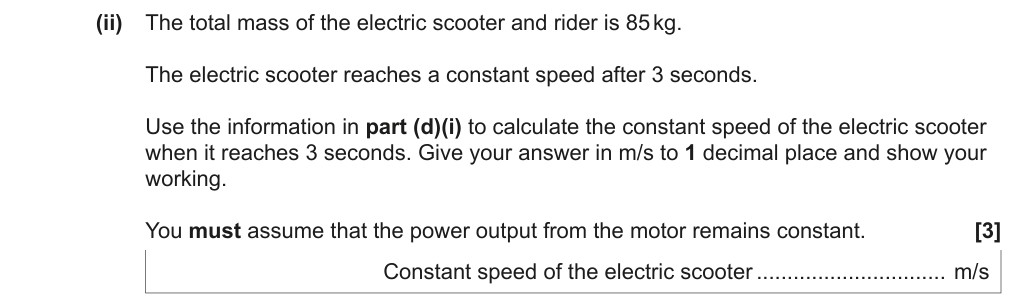 (ii) The total mass of the electric scooter and rider is 85 kg.
The electric scooter reaches a constant speed after 3 seconds.
Use the information in part (d)(i) to calculate the constant speed of the electric scooter
when it reaches 3 seconds. Give your answer in m/s to 1 decimal place and show your
working.
You must assume that the power output from the motor remains constant. [3]
Constant speed of the electric scooter ............................... m/s